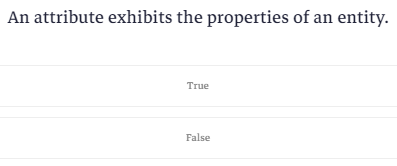 An attribute exhibits the properties of an entity.
True
False